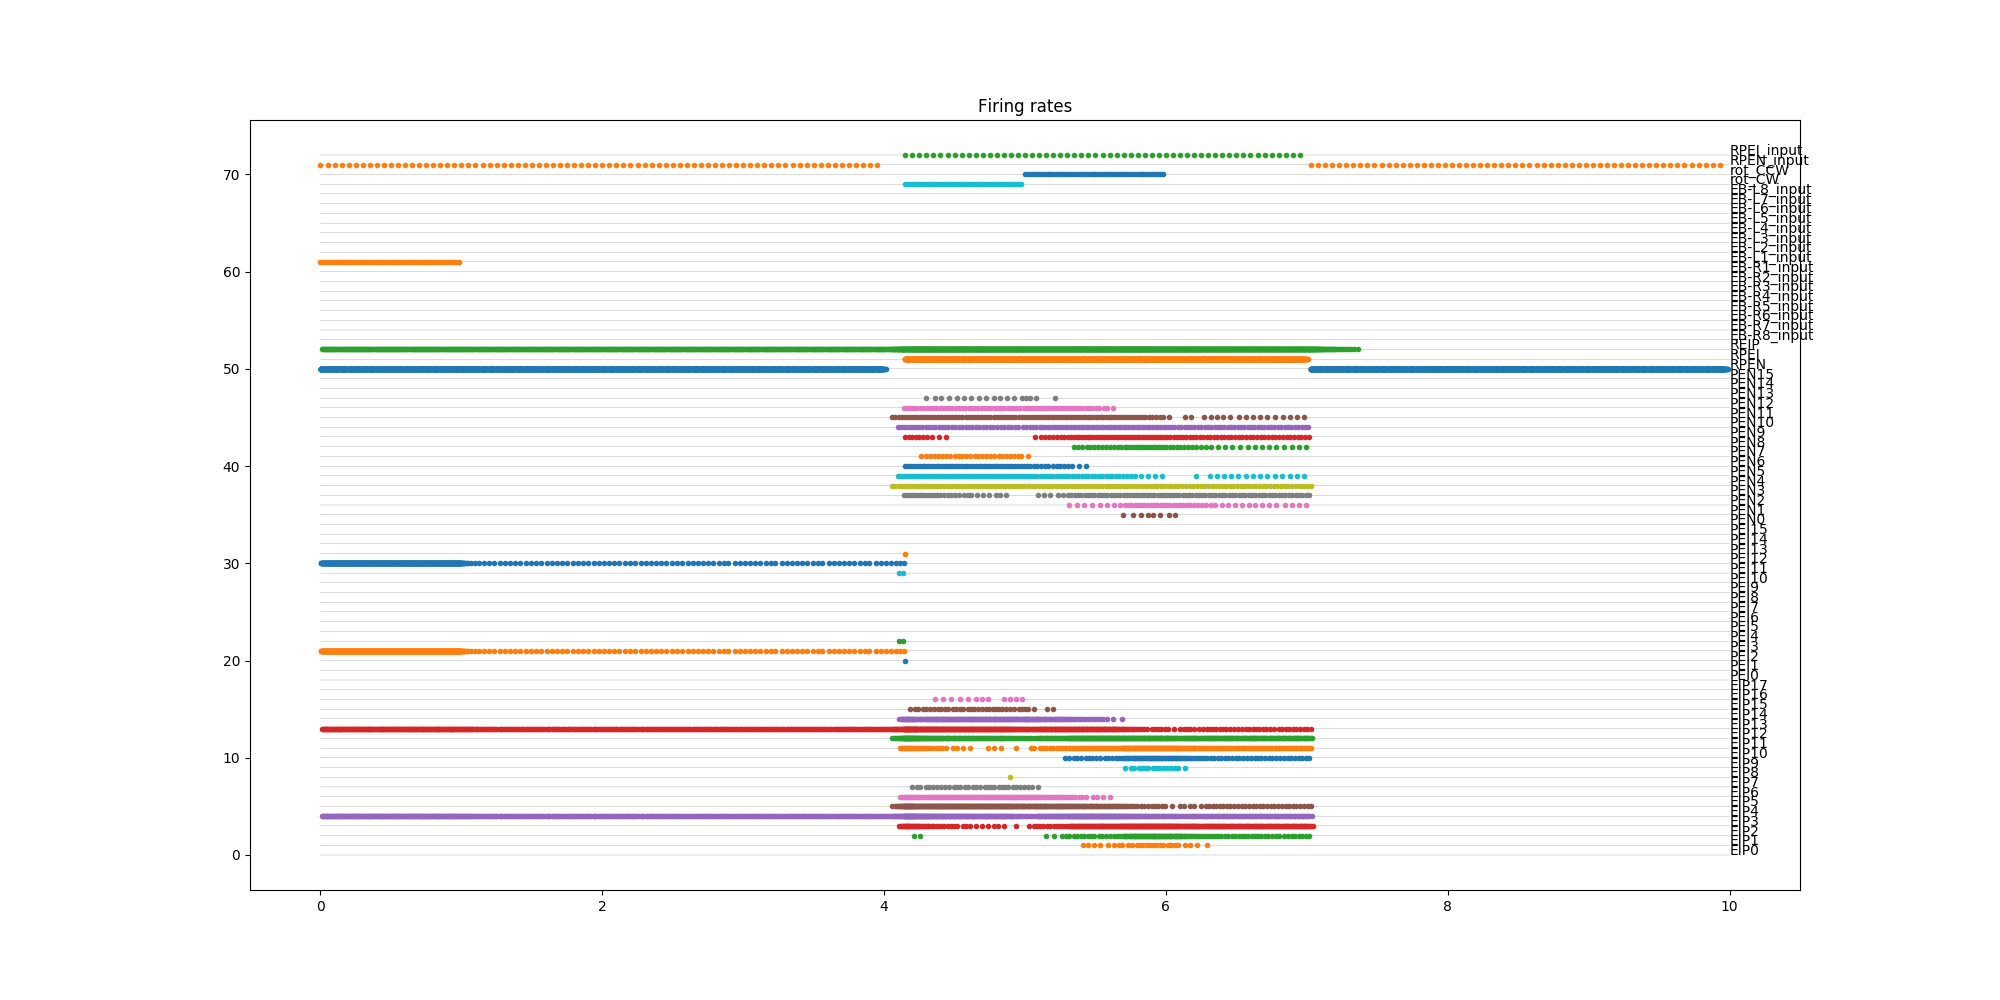 Firing rates
70
60
50
40
30
20
10
0
RPEI_input
RPEN_input
rot_CCW
rot_CW
EB-L8_input
EB-L7_input
EB-L6_input
EB-L5_input
EB-L4_input
EB-L3_input
EB-L2_input
EB-L1_input
EB-R1_input
EB-R2_input
EB-R3_input
EB-R4_input
EB-R5_input
EB-R6_input
EB-R7_input
EB-R8_input
REIP
RPEI
RPEN
PEN15
PEN14
PEN13
PEN12
PEN11
PEN10
PEN9
PEN8
PEN7
PEN6
PEN5
PEN4
PEN3
PEN2
PEN1
PEN0
PEI15
PEI14
PEI13
PEI12
PEI11
PEI10
PEI9
PEI8
PEI7
PEI6
PEI5
PEI4
PEI3
PEI2
PEI1
PEI0
EIP17
EIP16
EIP15
EIP14
EIP13
EIP12
EIP11
EIP10
EIP9
EIP8
EIP7
EIP6
EIP5
EIP4
EIP3
EIP2
EIP1
EIP0
0 2 4 6 8 10